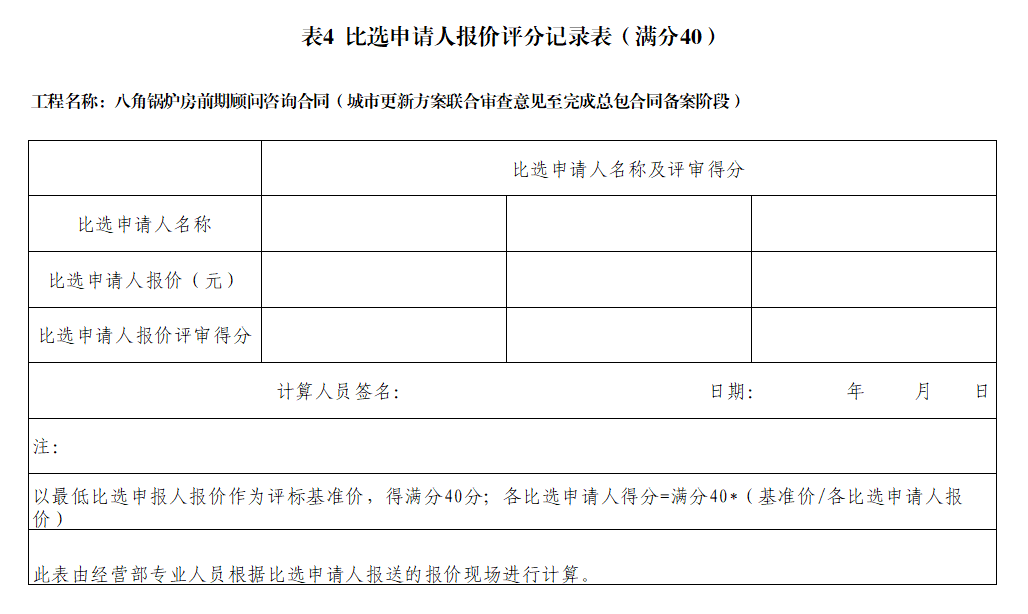 表4 比选申请人报价评分记录表（满分40）
工程名称：八角锅炉房前期顾问咨询合同（城市更新方案联合审查意见至完成总包合同备案阶段）
比选申请人名称及评审得分
比选申请人名称
比选申请人报价（元）
比选申请人报价评审得分
计算人员签名： 日期： 年 月 日
注：
以最低比选申报人报价作为评标基准价，得满分40分；各比选申请人得分=满分40*（基准价/各比选申请人报
价）
此表由经营部专业人员根据比选申请人报送的报价现场进行计算。